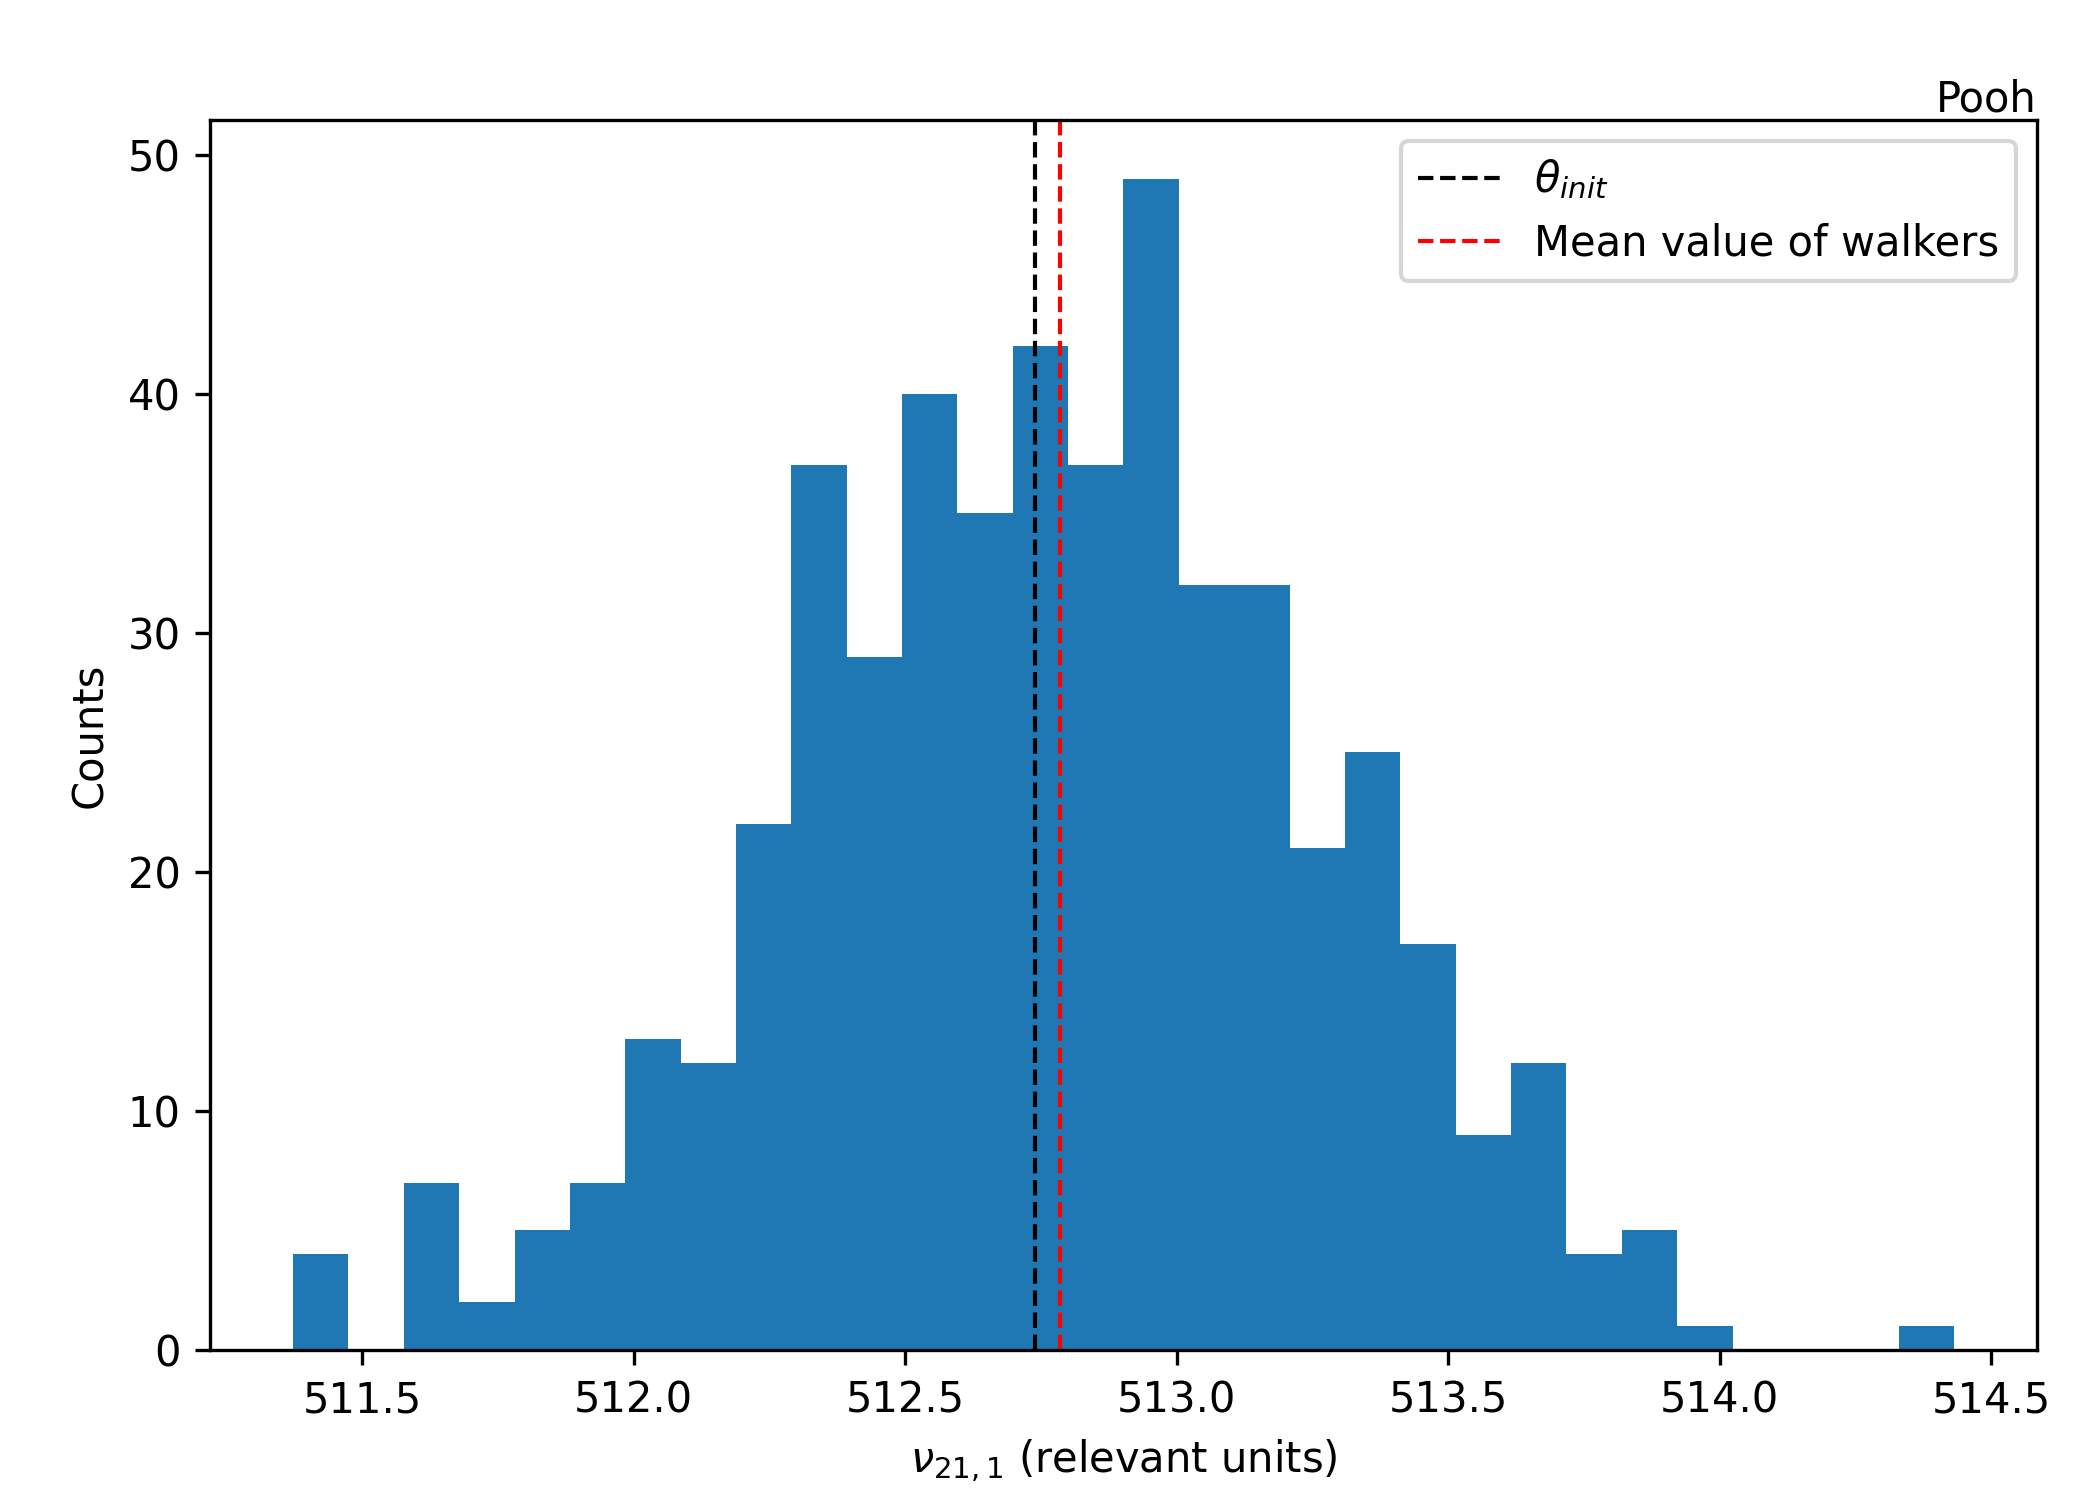 Pooh
θinit
Mean value of walkers
50
40
30
20
10
0
Counts
511.5 512.0 512.5 513.0 513.5 514.0 514.5
ν21, 1 (relevant units)